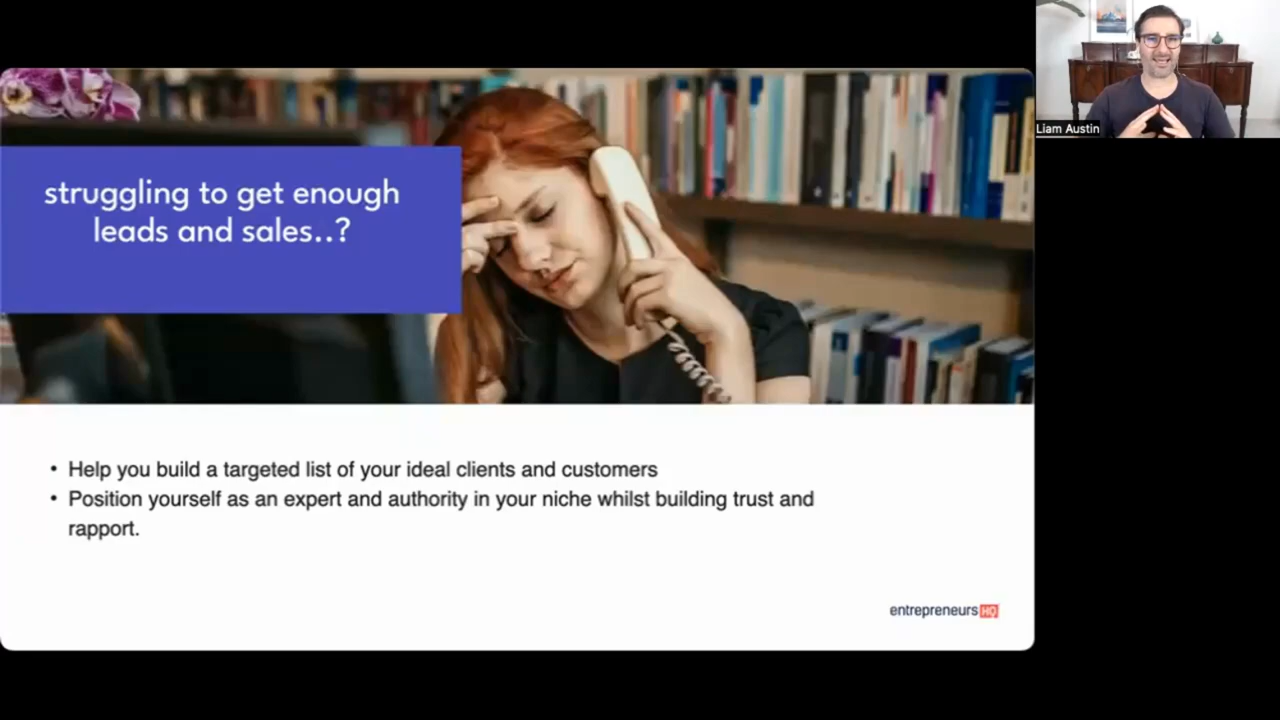 Liam Austin
struggling to get enough
leads and sales..?
• Help you build a targeted list of your ideal clients and customers
• Position yourself as an expert and authority in your niche whilst building trust and
rapport.
entrepreneurs HQ